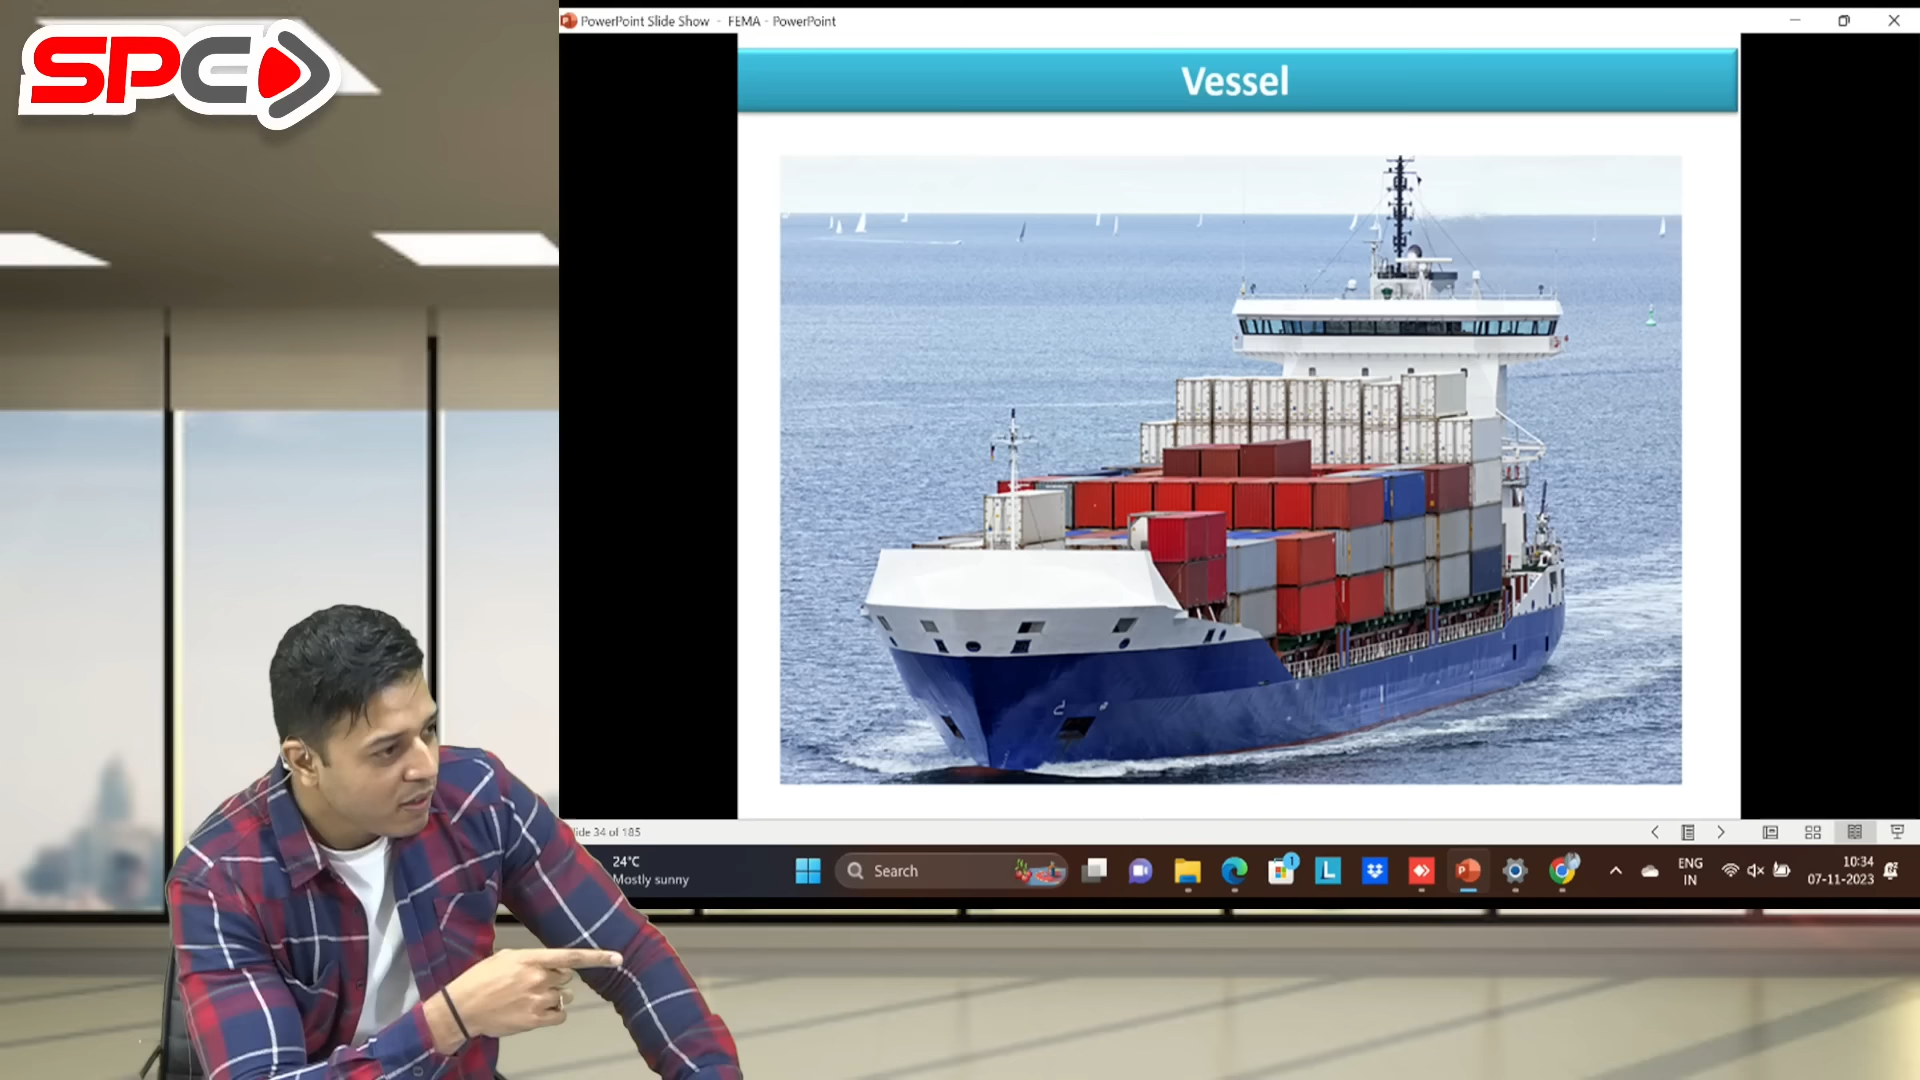 SPC
PowerPoint Slide Show - FEMA - PowerPoint
Vessel
ide 34 of 185
24°C
Mostly sunny
Search
1
L
ENG
IN
10:34
07-11-2023